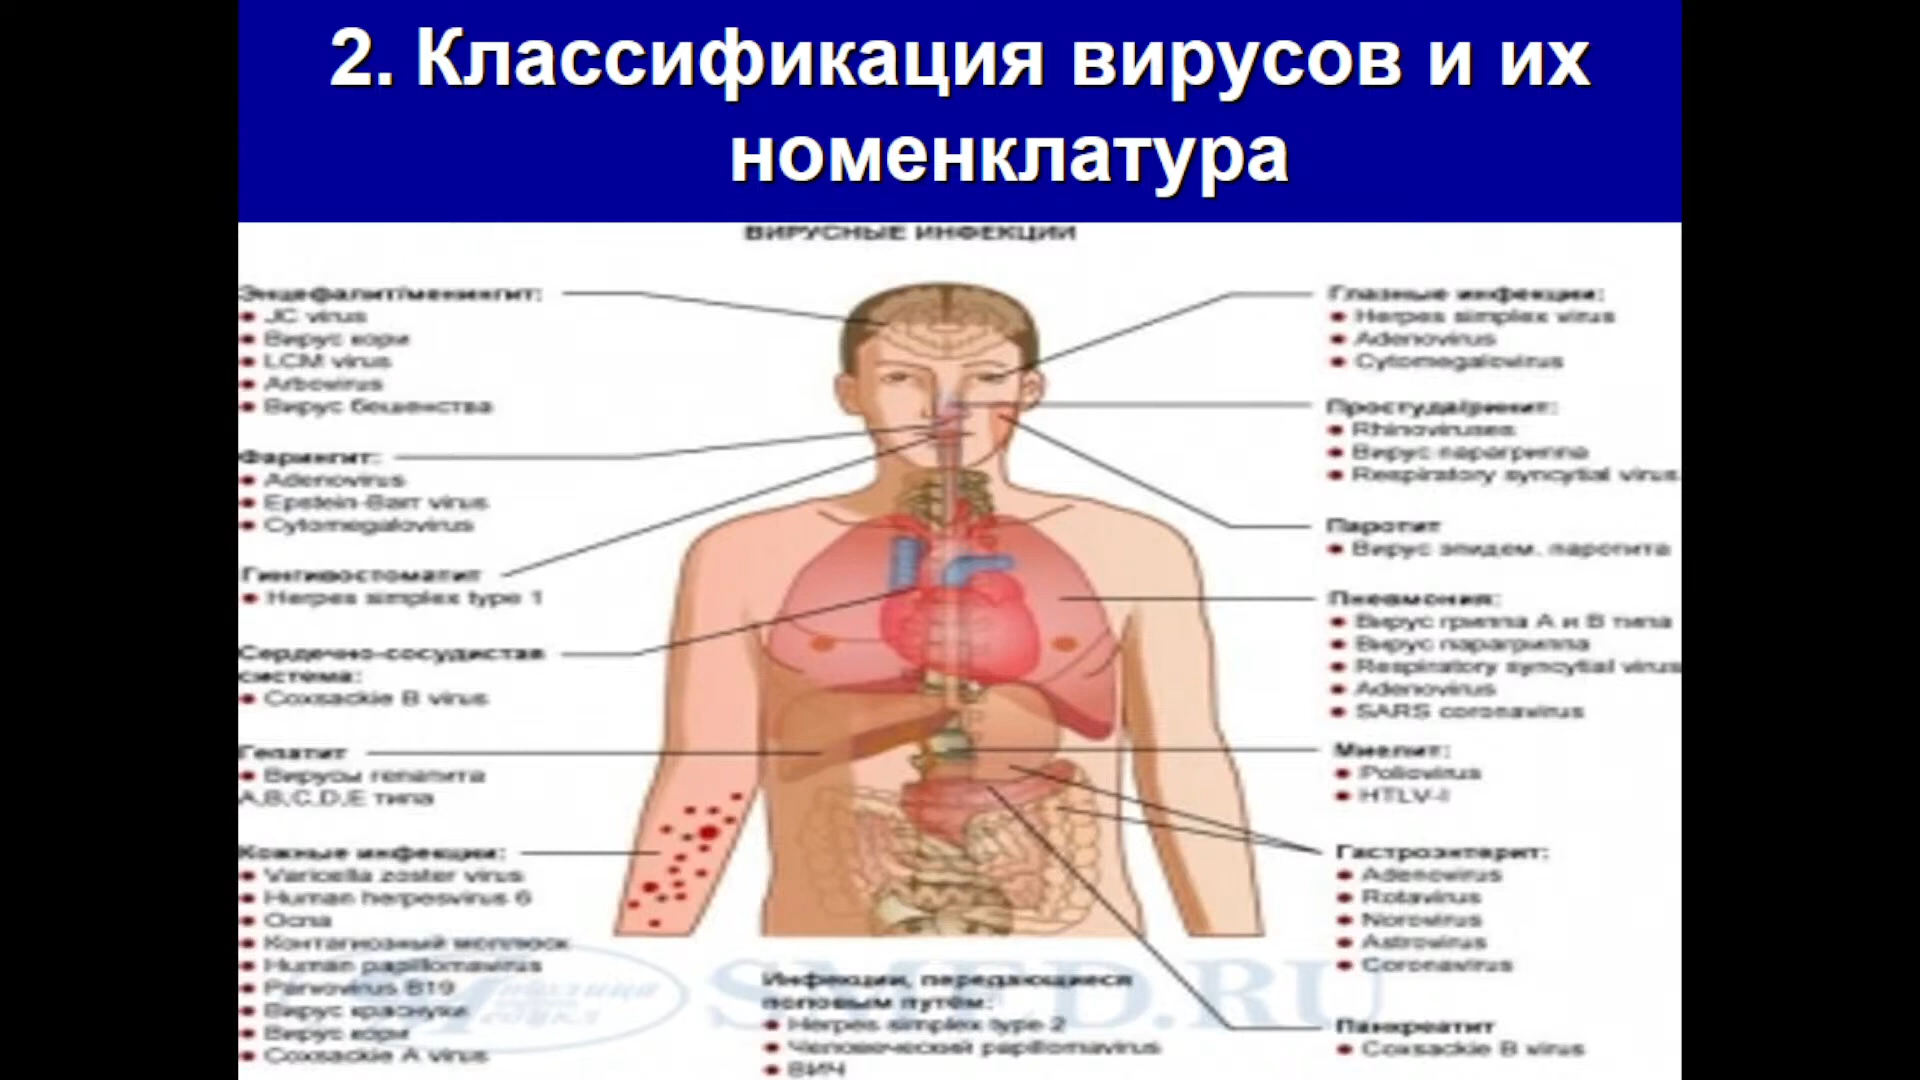 2. Классификация вирусов и их
номенклатура
ВИРУСНЫЕ ИНФЕКЦИИ
Энцефалит/менингит:
JC virus
Вирус кори
LCM virus
Arbovirus
Вирус бешенства
Фарингит:
Adenovirus
Epstein-Barr virus
Cytomegalovirus
Гингивостоматит
Herpes simplex type 1
Сердечно-сосудистая
система:
Coxsackie B virus
Гепатит
Вирусы гепатита
A,B,C,D,E типа
Кожные инфекции:
Varicella zoster virus
Human herpesvirus 6
Оспа
Контагиозный моллюск
Human papillomavirus
Parvovirus B19
Вирус краснухи
Вирус кори
Coxsackie A virus
Инфекции, передающиеся
половым путём:
Herpes simplex type 2
Человеческий papillomavirus
ВИЧ
Глазные инфекции:
Herpes simplex virus
Adenovirus
Cytomegalovirus
Простуда/ринит:
Rhinoviruses
Вирус парагриппа
Respiratory syncytial virus
Паротит
Вирус эпидем. паротита
Пневмония:
Вирус гриппа А и В типа
Вирус парагриппа
Respiratory syncytial virus
Adenovirus
SARS coronavirus
Миелит:
Poliovirus
HTLV-I
Гастроэнтерит:
Adenovirus
Rotavirus
Norovirus
Astrovirus
Coronavirus
Панкреатит
Coxsackie B virus
SMED.RU